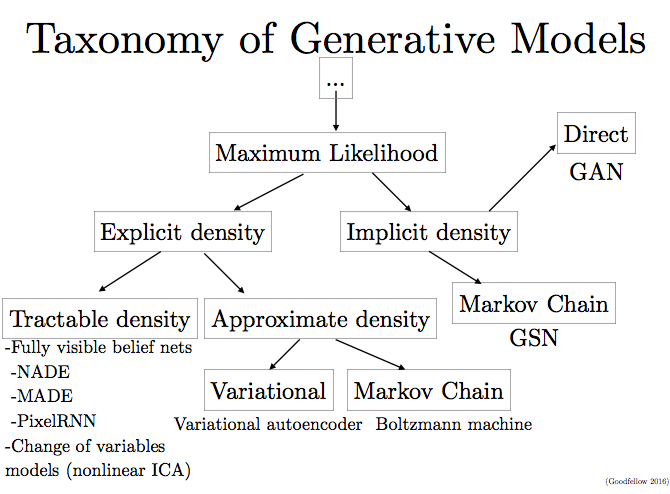 Taxonomy of Generative Models
...
Direct
GAN
Maximum Likelihood
Explicit density
Implicit density
Markov Chain
GSN
Tractable density
Approximate density
-Fully visible belief nets
-NADE
-MADE
-PixelRNN
-Change of variables
models (nonlinear ICA)
Variational
Markov Chain
Variational autoencoder
Boltzmann machine
(Goodfellow 2016)